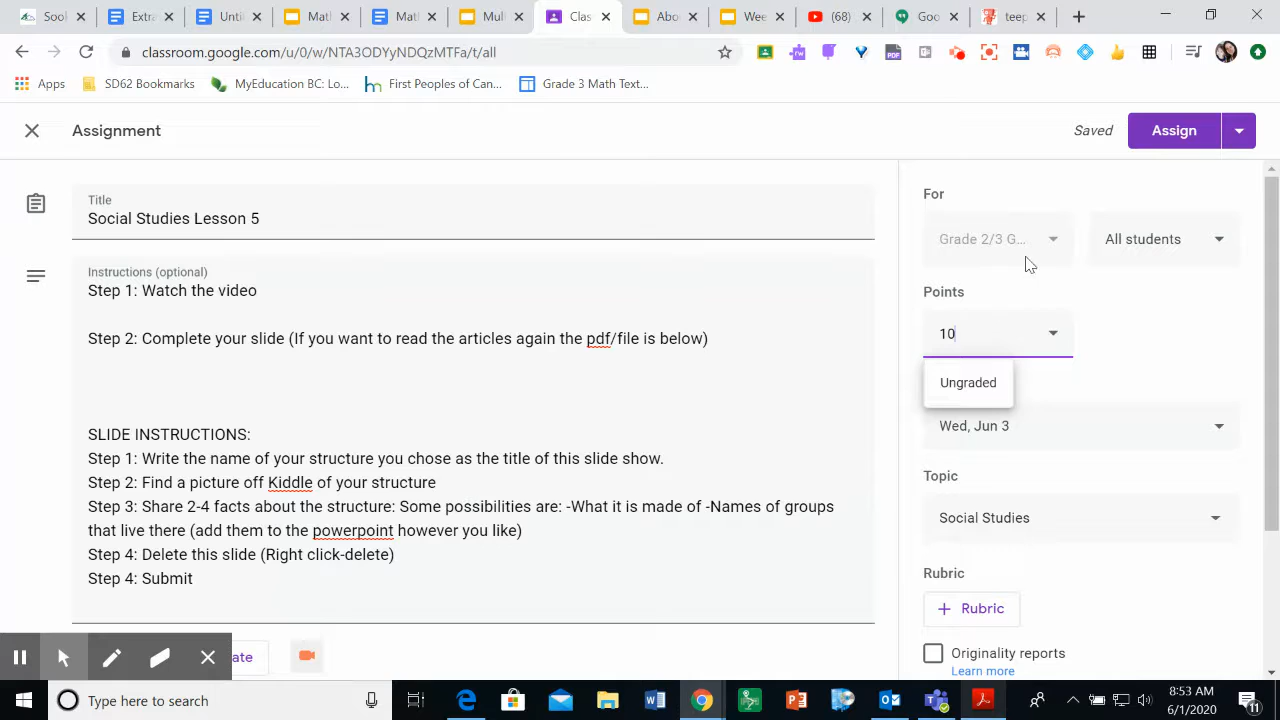 Soci
Extra
Unti
Math
Math
Mult
Clas
Abo
Wee
(68)
Goo
teep
classroom.google.com/u/0/w/NTA3ODYyNDQzMTFa/t/all
Apps
SD62 Bookmarks
MyEducation BC: Lo...
First Peoples of Can...
Grade 3 Math Text...
Assignment
Saved
Assign
Title
Social Studies Lesson 5
Instructions (optional)
Step 1: Watch the video
Step 2: Complete your slide (If you want to read the articles again the pdf/file is below)
SLIDE INSTRUCTIONS:
Step 1: Write the name of your structure you chose as the title of this slide show.
Step 2: Find a picture off Kiddle of your structure
Step 3: Share 2-4 facts about the structure: Some possibilities are: -What it is made of -Names of groups
that live there (add them to the powerpoint however you like)
Step 4: Delete this slide (Right click-delete)
Step 4: Submit
ate
For
Grade 2/3 G...
All students
Points
10
Ungraded
Wed, Jun 3
Topic
Social Studies
Rubric
+ Rubric
Originality reports
Learn more
Type here to search
8:53 AM
6/1/2020
11